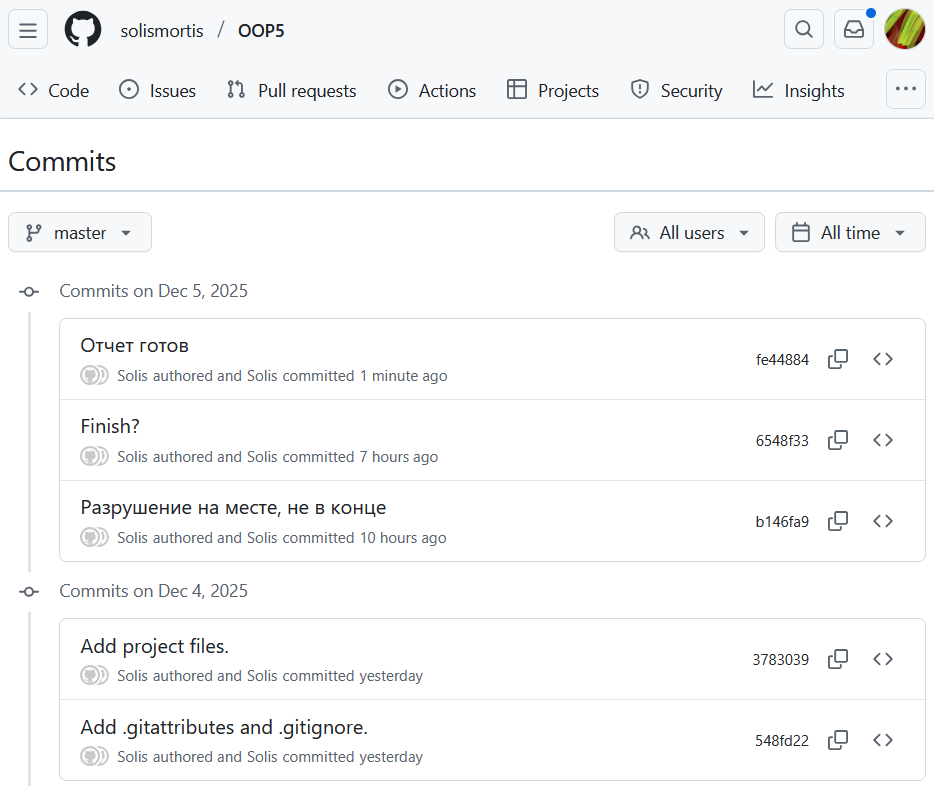 solismortis / OOP5
Code Issues Pull requests Actions Projects Security Insights
Commits
master All users All time
Commits on Dec 5, 2025
Отчет готов
Solis authored and Solis committed 1 minute ago
fe44884
Finish?
Solis authored and Solis committed 7 hours ago
6548f33
Разрушение на месте, не в конце
Solis authored and Solis committed 10 hours ago
b146fa9
Commits on Dec 4, 2025
Add project files.
Solis authored and Solis committed yesterday
3783039
Add .gitattributes and .gitignore.
Solis authored and Solis committed yesterday
548fd22